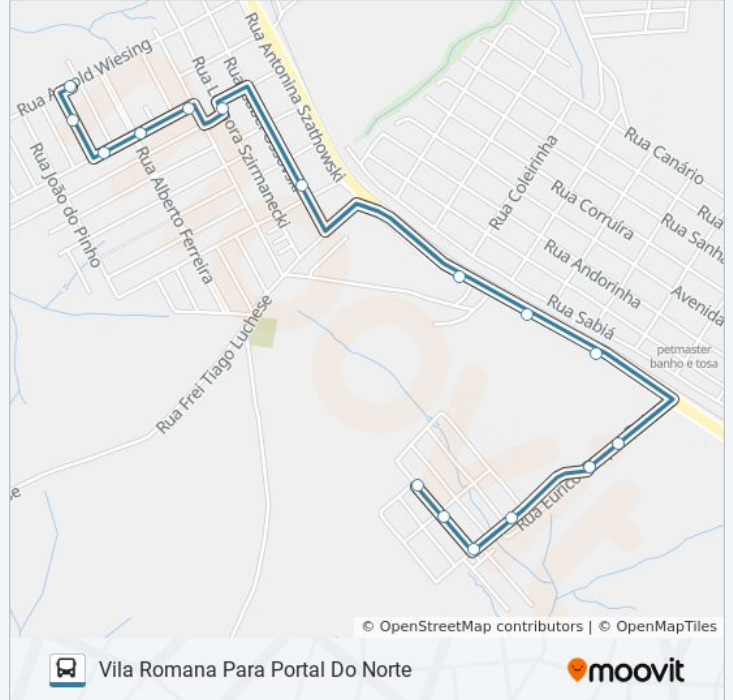 Rua Arnold Wiesing
Rua Antonina Szathowski
Rua João do Pinho
Rua Alberto Ferreira
Szirmanecki
Rua Frei Tiago Luchese
Rua Coleirinha
Rua Canário
Rua Corruíra
Rua
Rua Sanha
Rua Andorinha
Avenida
Rua Sabiá
petmaster
banho e tosa
Rua Eurico
© OpenStreetMap contributors | © OpenMapTiles
Vila Romana Para Portal Do Norte
moovit